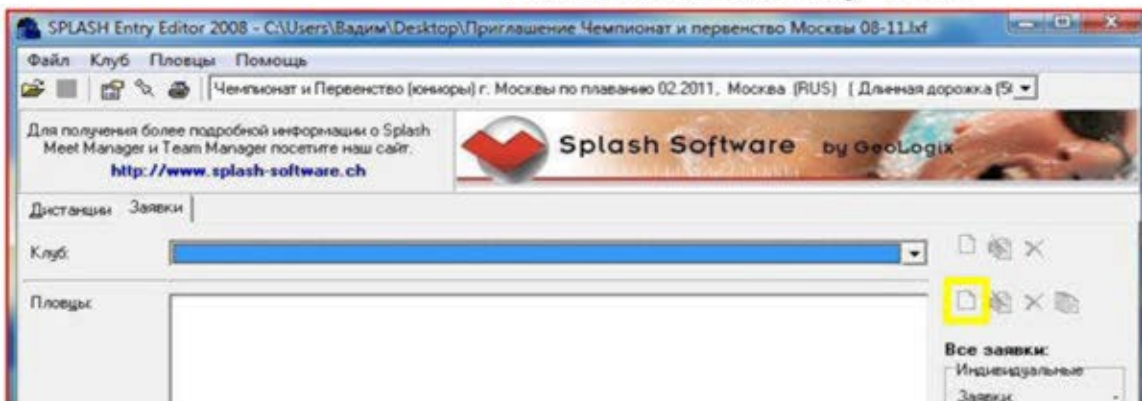 SPLASH Entry Editor 2008 - C:\Users\Вадим\Desktop\Приглашение Чемпионат и первенство Москвы 08-11.lxf
Файл Клуб Пловцы Помощь
Чемпионат и Первенство (юниоры) г. Москвы по плаванию 02.2011, Москва (RUS) ( Длинная дорожка (5
Для получения более подробной информации о Splash
Meet Manager и Team Manager посетите наш сайт.
http://www.splash-software.ch
Splash Software by GeoLogix
Дистанции Заявки
Клуб:
Пловцы:
Все заявки:
Индивидуальные
Заявки: